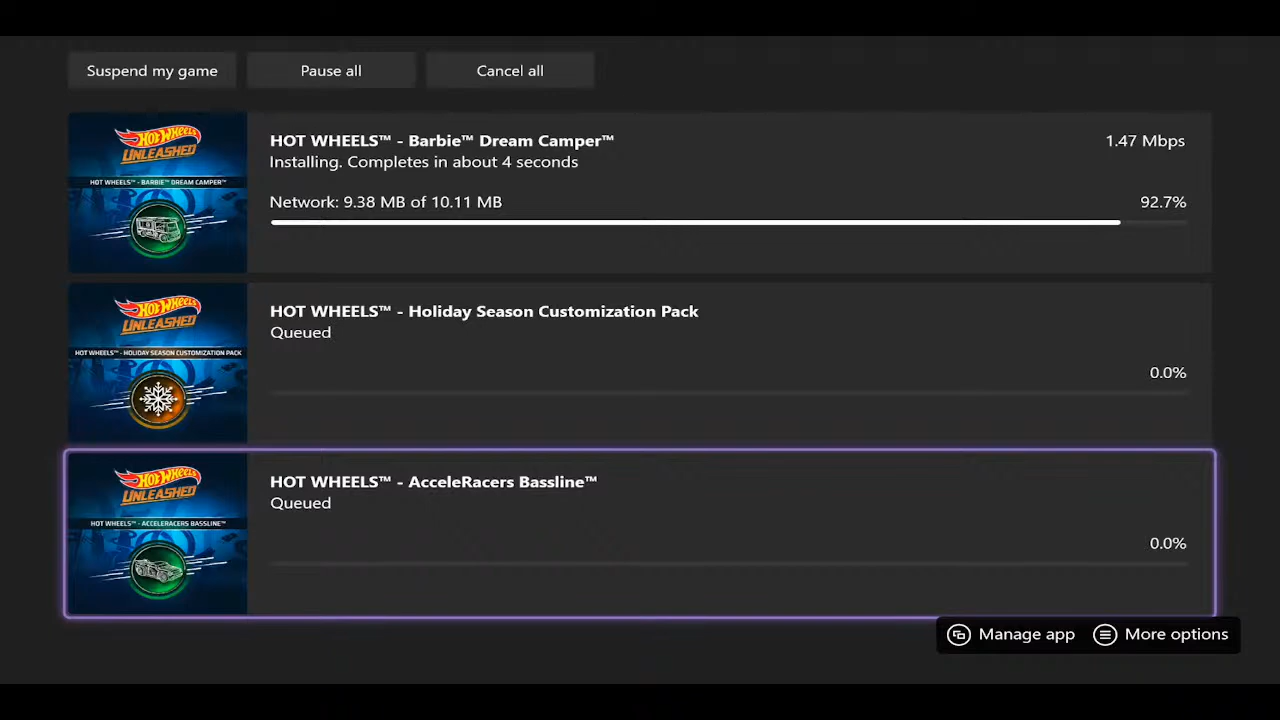 Suspend my game
Pause all
Cancel all
HOT WHEELS
UNLEASHED
HOT WHEELS™ - BARBIE™ DREAM CAMPER™
HOT WHEELS™ - Barbie™ Dream Camper™
1.47 Mbps
Installing. Completes in about 4 seconds
Network: 9.38 MB of 10.11 MB
92.7%
HOT WHEELS
UNLEASHED
HOT WHEELS™ - HOLIDAY SEASON CUSTOMIZATION PACK
HOT WHEELS™ - Holiday Season Customization Pack
Queued
0.0%
HOT WHEELS
UNLEASHED
HOT WHEELS™ - ACCELERACERS BASSLINE™
HOT WHEELS™ - AcceleRacers Bassline™
Queued
0.0%
Manage app
More options